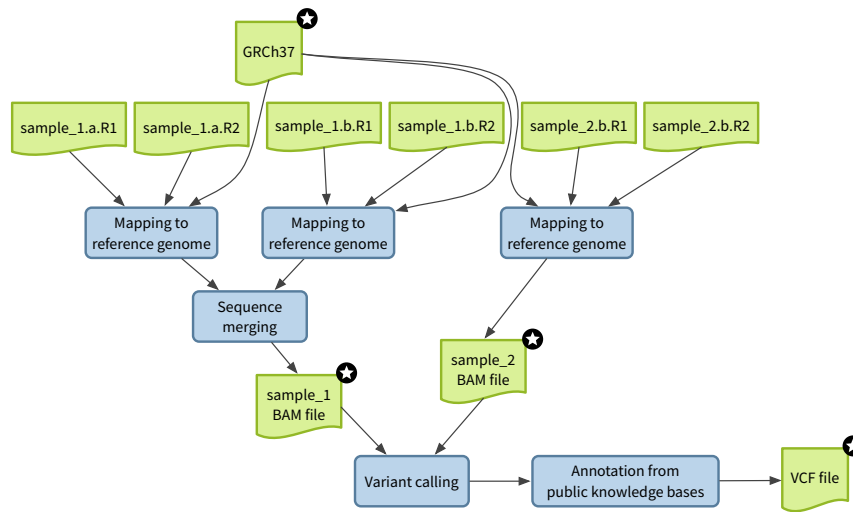 GRCh37
sample_1.a.R1
sample_1.a.R2
sample_1.b.R1
sample_1.b.R2
sample_2.b.R1
sample_2.b.R2
Mapping to
reference genome
Mapping to
reference genome
Mapping to
reference genome
Sequence
merging
sample_1
BAM file
sample_2
BAM file
Variant calling
Annotation from
public knowledge bases
VCF file